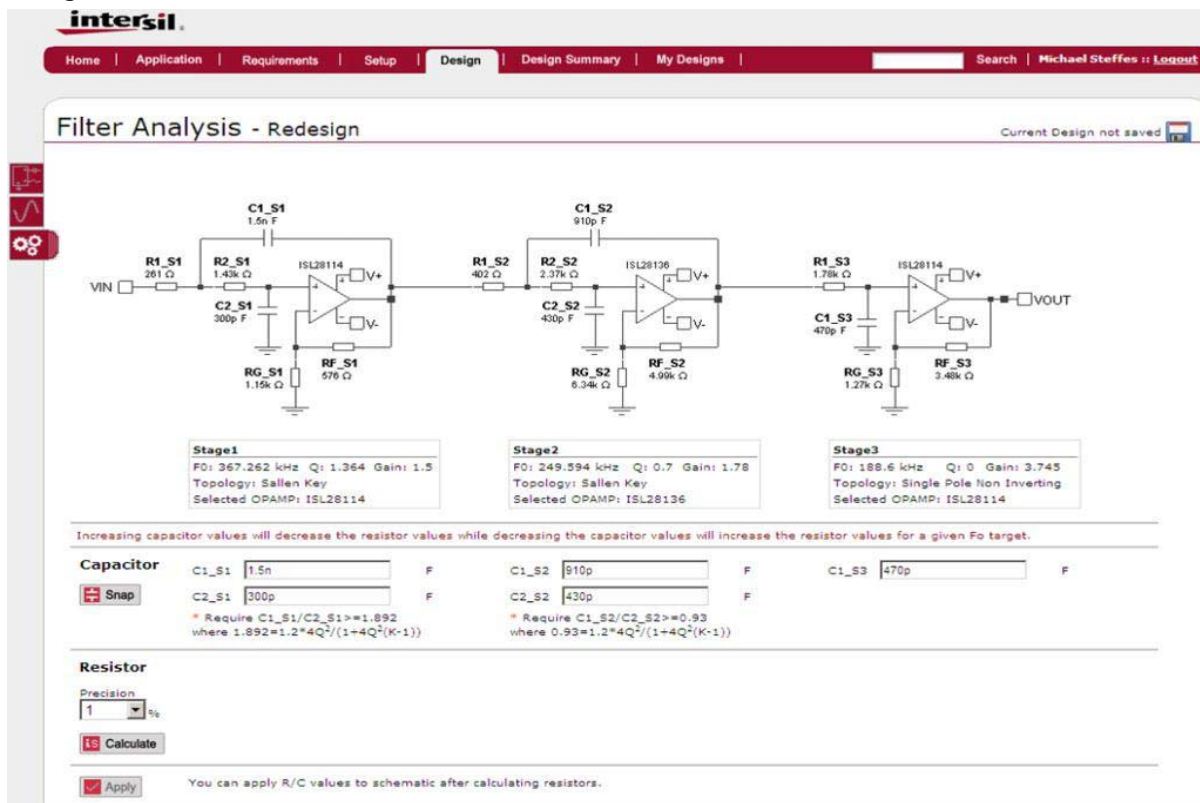 intersil
Home | Application | Requirements | Setup | Design | Design Summary | My Designs | Search | Michael Steffes :: Logout
Filter Analysis - Redesign
Current Design not saved
C1_S1
1.5n F
C1_S2
910p F
R1_S1
261 Ω
R2_S1
1.43k Ω
ISL28114
V+
R1_S2
402 Ω
R2_S2
2.37k Ω
ISL28136
V+
R1_S3
1.78k Ω
ISL28114
V+
VIN
VOUT
C2_S1
300p F
V-
C2_S2
430p F
V-
C1_S3
470p F
V-
RG_S1
1.15k Ω
RF_S1
576 Ω
RG_S2
6.34k Ω
RF_S2
4.99k Ω
RG_S3
1.27k Ω
RF_S3
3.48k Ω
Stage1
F0: 367.262 kHz Q: 1.364 Gain: 1.5
Topology: Sallen Key
Selected OPAMP: ISL28114
Stage2
F0: 249.594 kHz Q: 0.7 Gain: 1.78
Topology: Sallen Key
Selected OPAMP: ISL28136
Stage3
F0: 188.6 kHz Q: 0 Gain: 3.745
Topology: Single Pole Non Inverting
Selected OPAMP: ISL28114
Increasing capacitor values will decrease the resistor values while decreasing the capacitor values will increase the resistor values for a given Fo target.
Capacitor
Snap
C1_S1 1.5n F
C2_S1 300p F
* Require C1_S1/C2_S1>=1.892
where 1.892=1.2*4Q²/(1+4Q²(K-1))
C1_S2 910p F
C2_S2 430p F
* Require C1_S2/C2_S2>=0.93
where 0.93=1.2*4Q²/(1+4Q²(K-1))
C1_S3 470p F
Resistor
Precision
1 %
is Calculate
Apply
You can apply R/C values to schematic after calculating resistors.